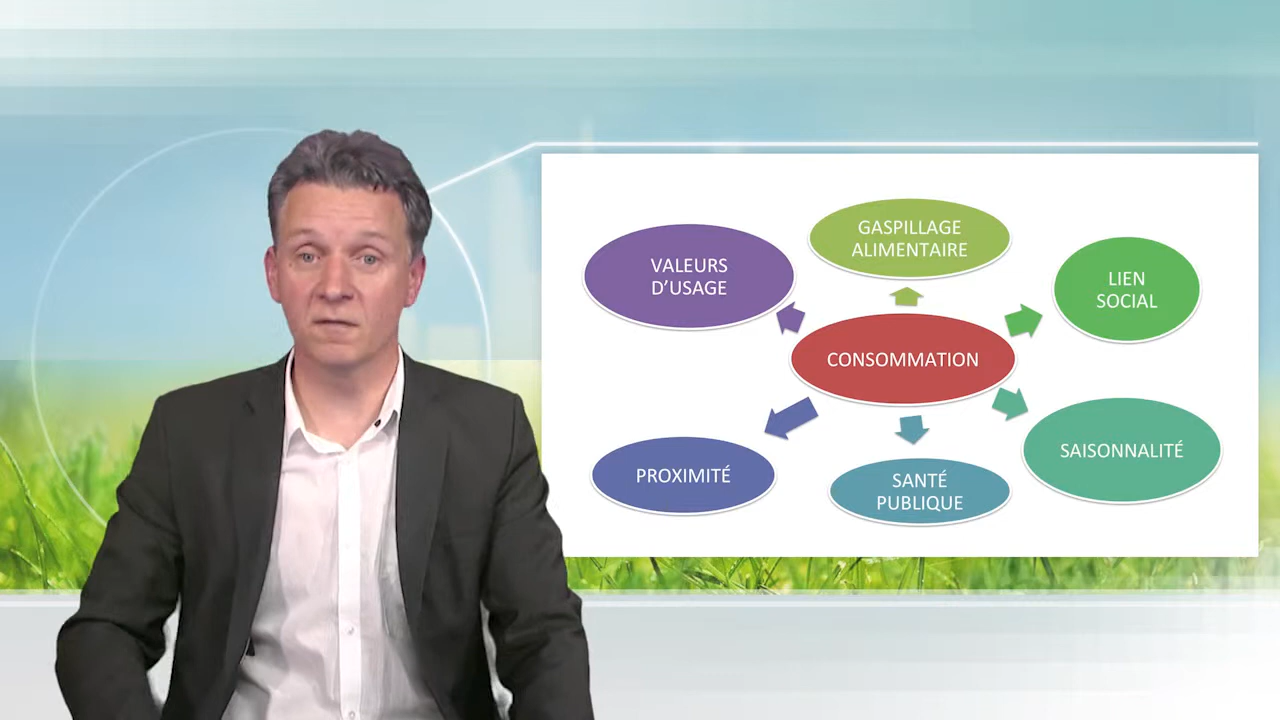 GASPILLAGE
ALIMENTAIRE
VALEURS
D’USAGE
LIEN
SOCIAL
CONSOMMATION
PROXIMITÉ
SANTÉ
PUBLIQUE
SAISONNALITÉ